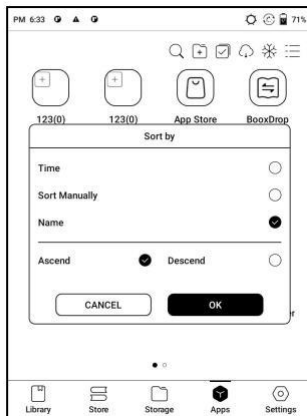 PM 6:33 71%
123(0) 123(0) App Store BooxDrop
Sort by
Time
Sort Manually
Name
Ascend Descend
CANCEL OK
Library Store Storage Apps Settings